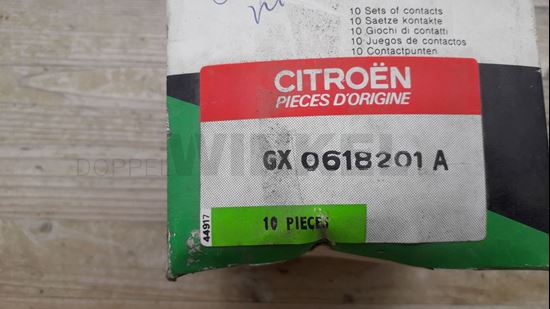 10 Sets of contacts
10 Saetze kontakte
10 Giochi di contatti
10 Juegos de contactos
10 Contactpunten
CITROËN
PIECES D'ORIGINE
DOPPELWINKEL
GX 0618201 A
10 PIECES
44917